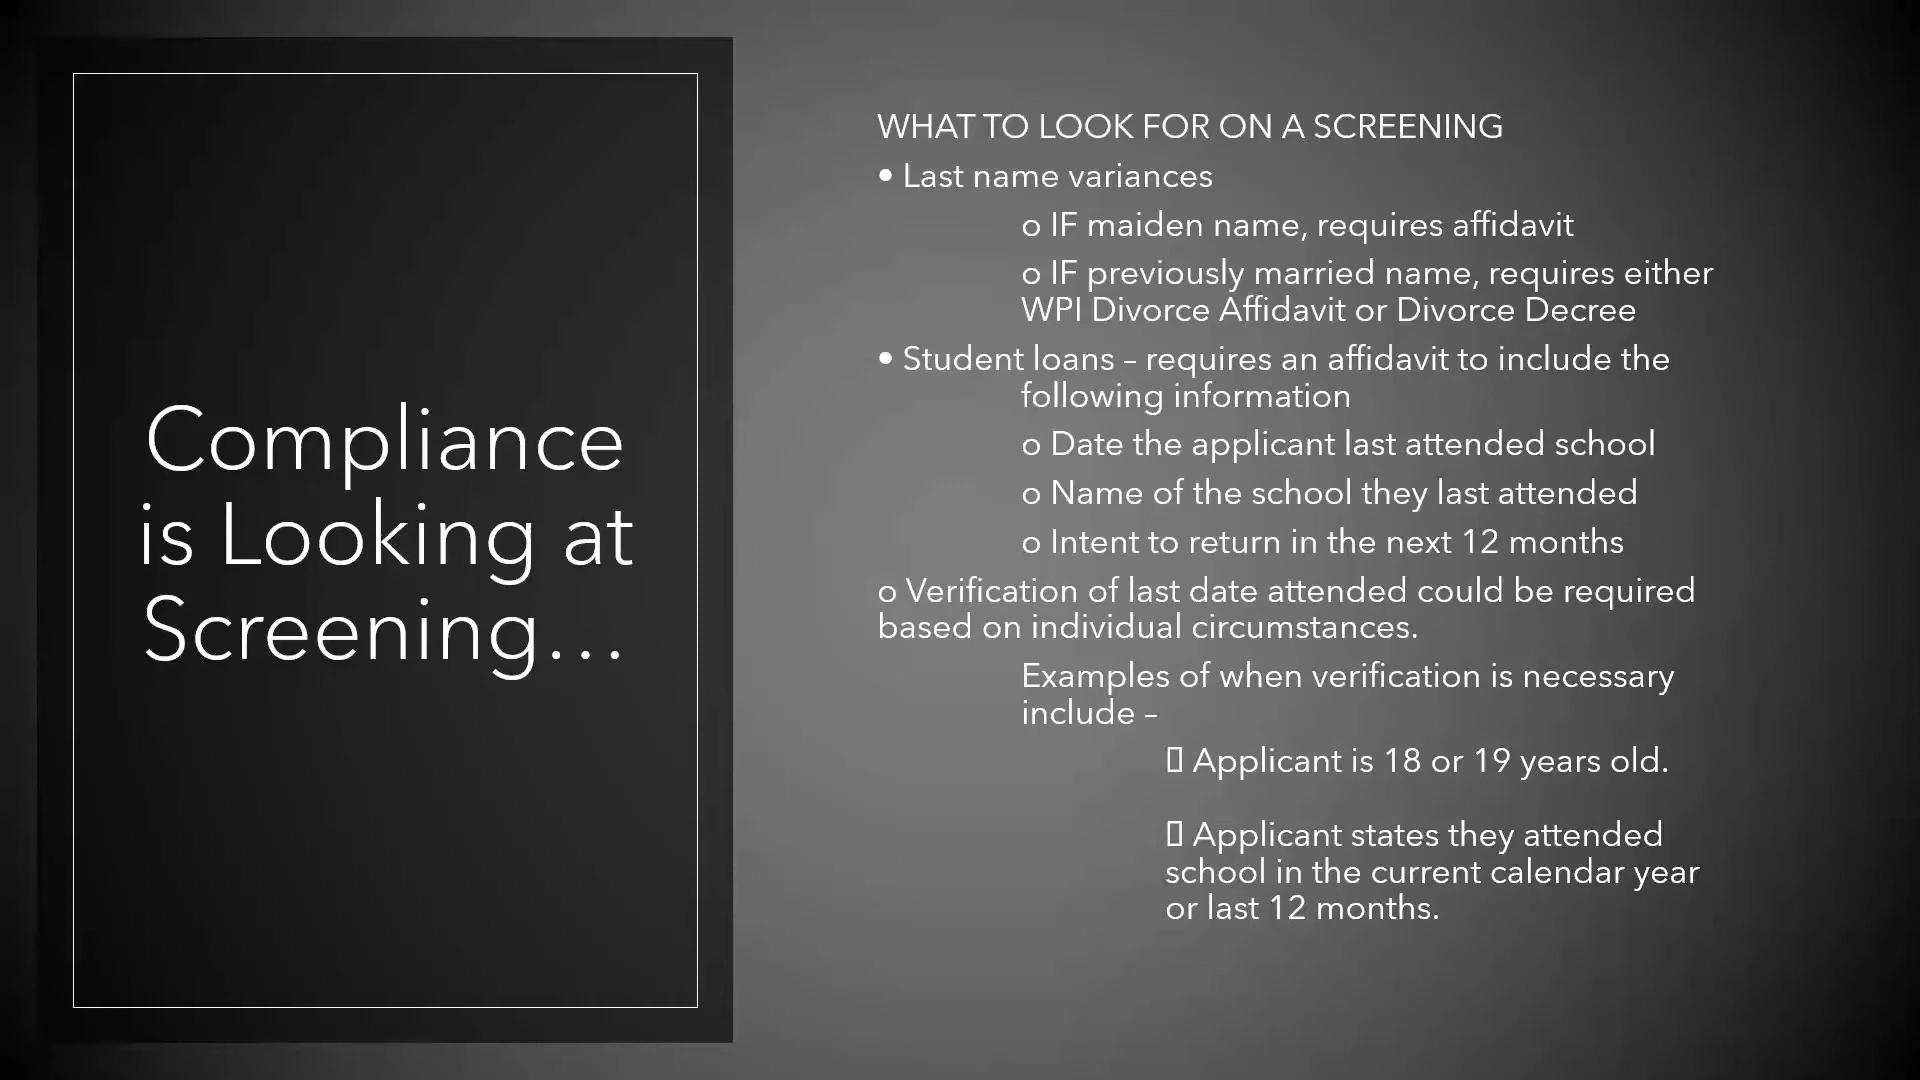 Compliance
is Looking at
Screening...
WHAT TO LOOK FOR ON A SCREENING
• Last name variances
o IF maiden name, requires affidavit
o IF previously married name, requires either
WPI Divorce Affidavit or Divorce Decree
• Student loans – requires an affidavit to include the
following information
o Date the applicant last attended school
o Name of the school they last attended
o Intent to return in the next 12 months
o Verification of last date attended could be required
based on individual circumstances.
Examples of when verification is necessary
include –
▯ Applicant is 18 or 19 years old.
▯ Applicant states they attended
school in the current calendar year
or last 12 months.